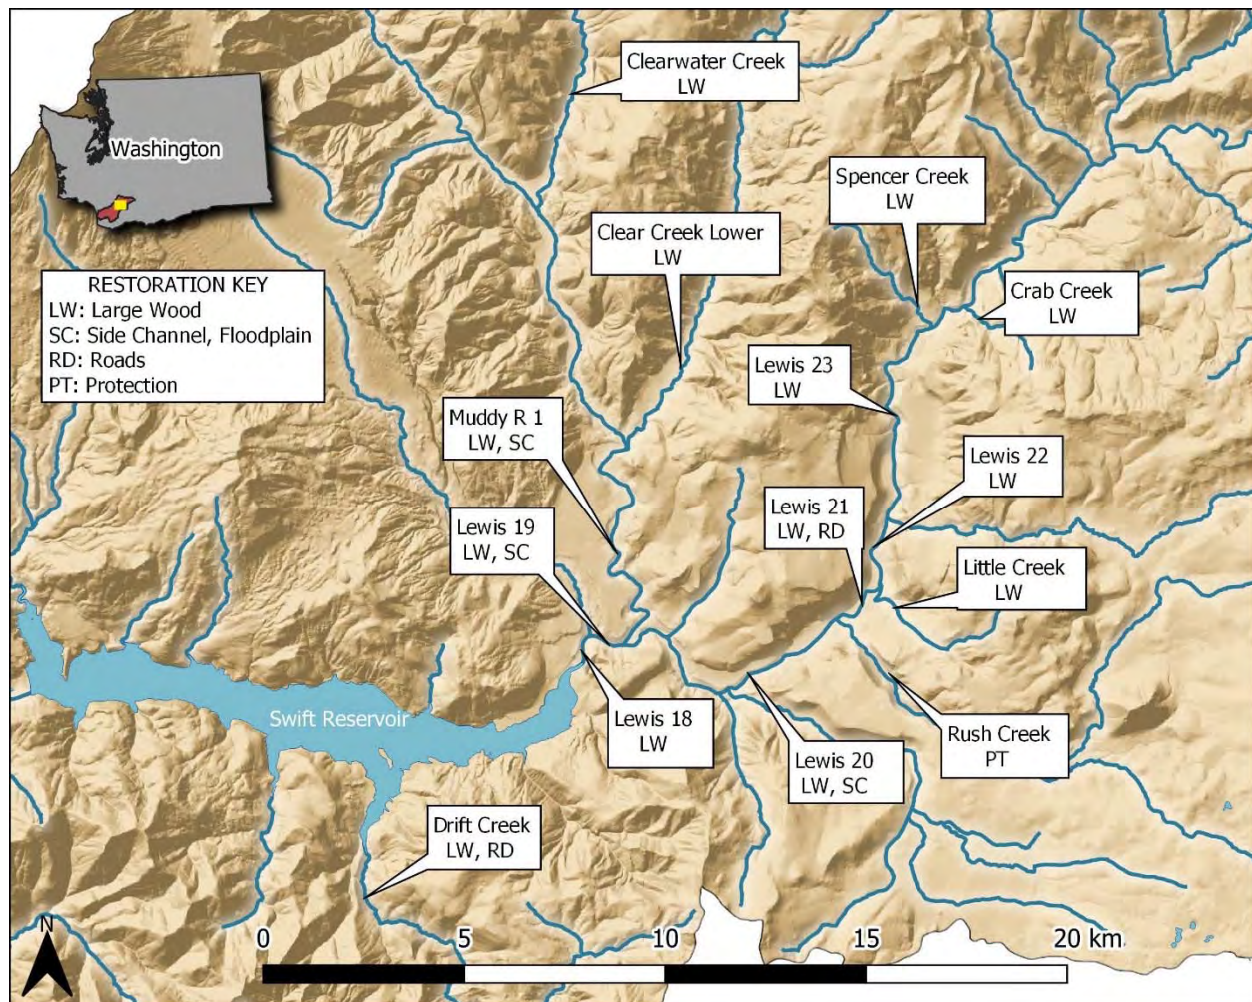 Clearwater Creek
LW
Washington
Spencer Creek
LW
Clear Creek Lower
LW
RESTORATION KEY
LW: Large Wood
SC: Side Channel, Floodplain
RD: Roads
PT: Protection
Crab Creek
LW
Lewis 23
LW
Muddy R 1
LW, SC
Lewis 22
LW
Lewis 21
LW, RD
Lewis 19
LW, SC
Little Creek
LW
Swift Reservoir
Lewis 18
LW
Rush Creek
PT
Lewis 20
LW, SC
Drift Creek
LW, RD
N
0 5 10 15 20 km